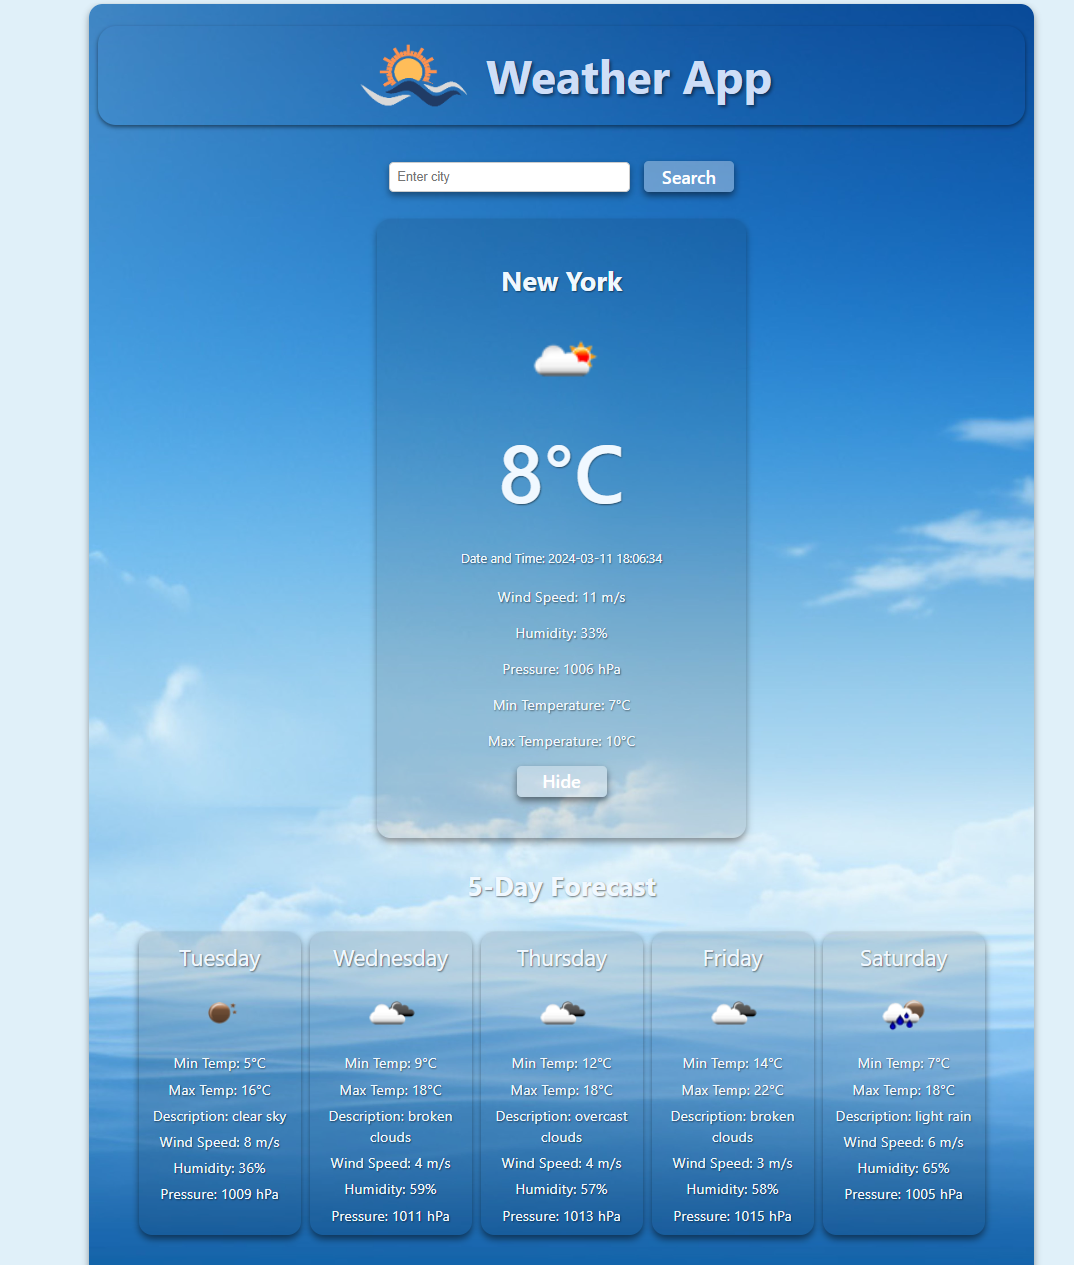 Weather App
Enter city
Search
New York
8°C
Date and Time: 2024-03-11 18:06:34
Wind Speed: 11 m/s
Humidity: 33%
Pressure: 1006 hPa
Min Temperature: 7°C
Max Temperature: 10°C
Hide
5-Day Forecast
Tuesday
Min Temp: 5°C
Max Temp: 16°C
Description: clear sky
Wind Speed: 8 m/s
Humidity: 36%
Pressure: 1009 hPa
Wednesday
Min Temp: 9°C
Max Temp: 18°C
Description: broken
clouds
Wind Speed: 4 m/s
Humidity: 59%
Pressure: 1011 hPa
Thursday
Min Temp: 12°C
Max Temp: 18°C
Description: overcast
clouds
Wind Speed: 4 m/s
Humidity: 57%
Pressure: 1013 hPa
Friday
Min Temp: 14°C
Max Temp: 22°C
Description: broken
clouds
Wind Speed: 3 m/s
Humidity: 58%
Pressure: 1015 hPa
Saturday
Min Temp: 7°C
Max Temp: 18°C
Description: light rain
Wind Speed: 6 m/s
Humidity: 65%
Pressure: 1005 hPa